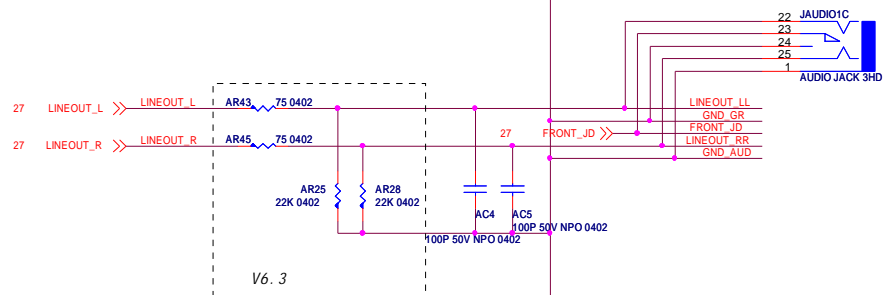 22 JAUDIO1C
23
24
25
1
AUDIO JACK 3HD
27 LINEOUT_L LINEOUT_L AR43 75 0402 LINEOUT_LL
GND_GR
27 FRONT_JD FRONT_JD
27 LINEOUT_R LINEOUT_R AR45 75 0402 LINEOUT_RR
GND_AUD
AR25 AR28
22K 0402 22K 0402
AC4 AC5
100P 50V NPO 0402 100P 50V NPO 0402
V6.3